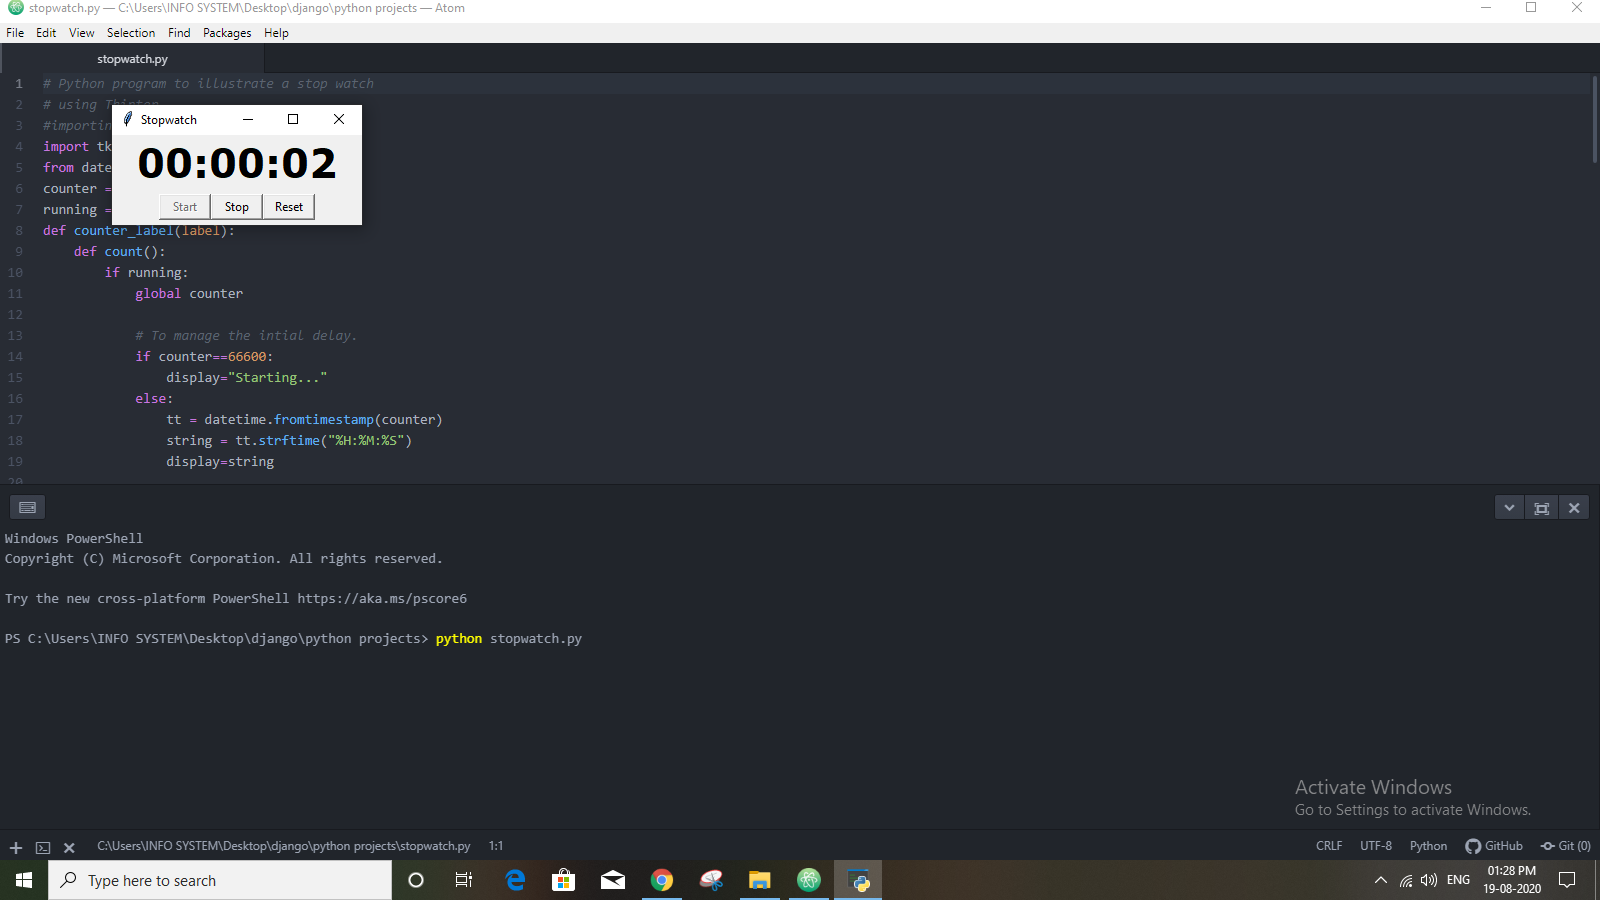 stopwatch.py — C:\Users\INFO SYSTEM\Desktop\django\python projects — Atom
File Edit View Selection Find Packages Help
stopwatch.py
1 # Python program to illustrate a stop watch
2 # using
3 #importin
4 import tk
5 from date
6 counter =
7 running =
Stopwatch
00:00:02
Start Stop Reset
8 def counter_label(label):
9 def count():
10 if running:
11 global counter
12
13 # To manage the intial delay.
14 if counter==66600:
15 display="Starting..."
16 else:
17 tt = datetime.fromtimestamp(counter)
18 string = tt.strftime("%H:%M:%S")
19 display=string
20
Windows PowerShell
Copyright (C) Microsoft Corporation. All rights reserved.
Try the new cross-platform PowerShell https://aka.ms/pscore6
PS C:\Users\INFO SYSTEM\Desktop\django\python projects> python stopwatch.py
Activate Windows
Go to Settings to activate Windows.
C:\Users\INFO SYSTEM\Desktop\django\python projects\stopwatch.py 1:1 CRLF UTF-8 Python GitHub Git (0)
Type here to search
ENG
01:28 PM
19-08-2020